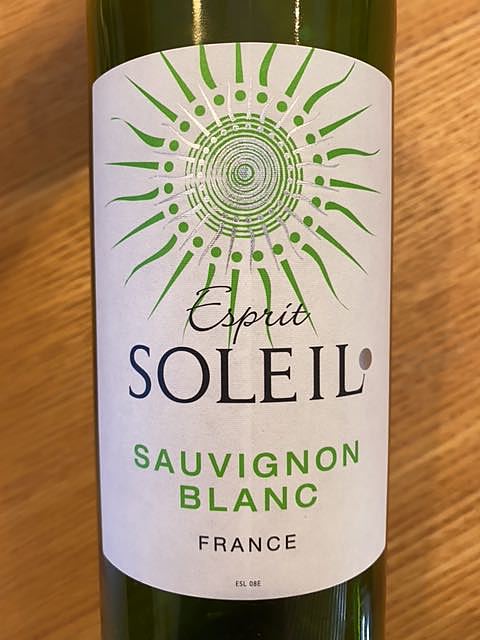 Esprit
SOLEIL
SAUVIGNON
BLANC
FRANCE
ESL 08E